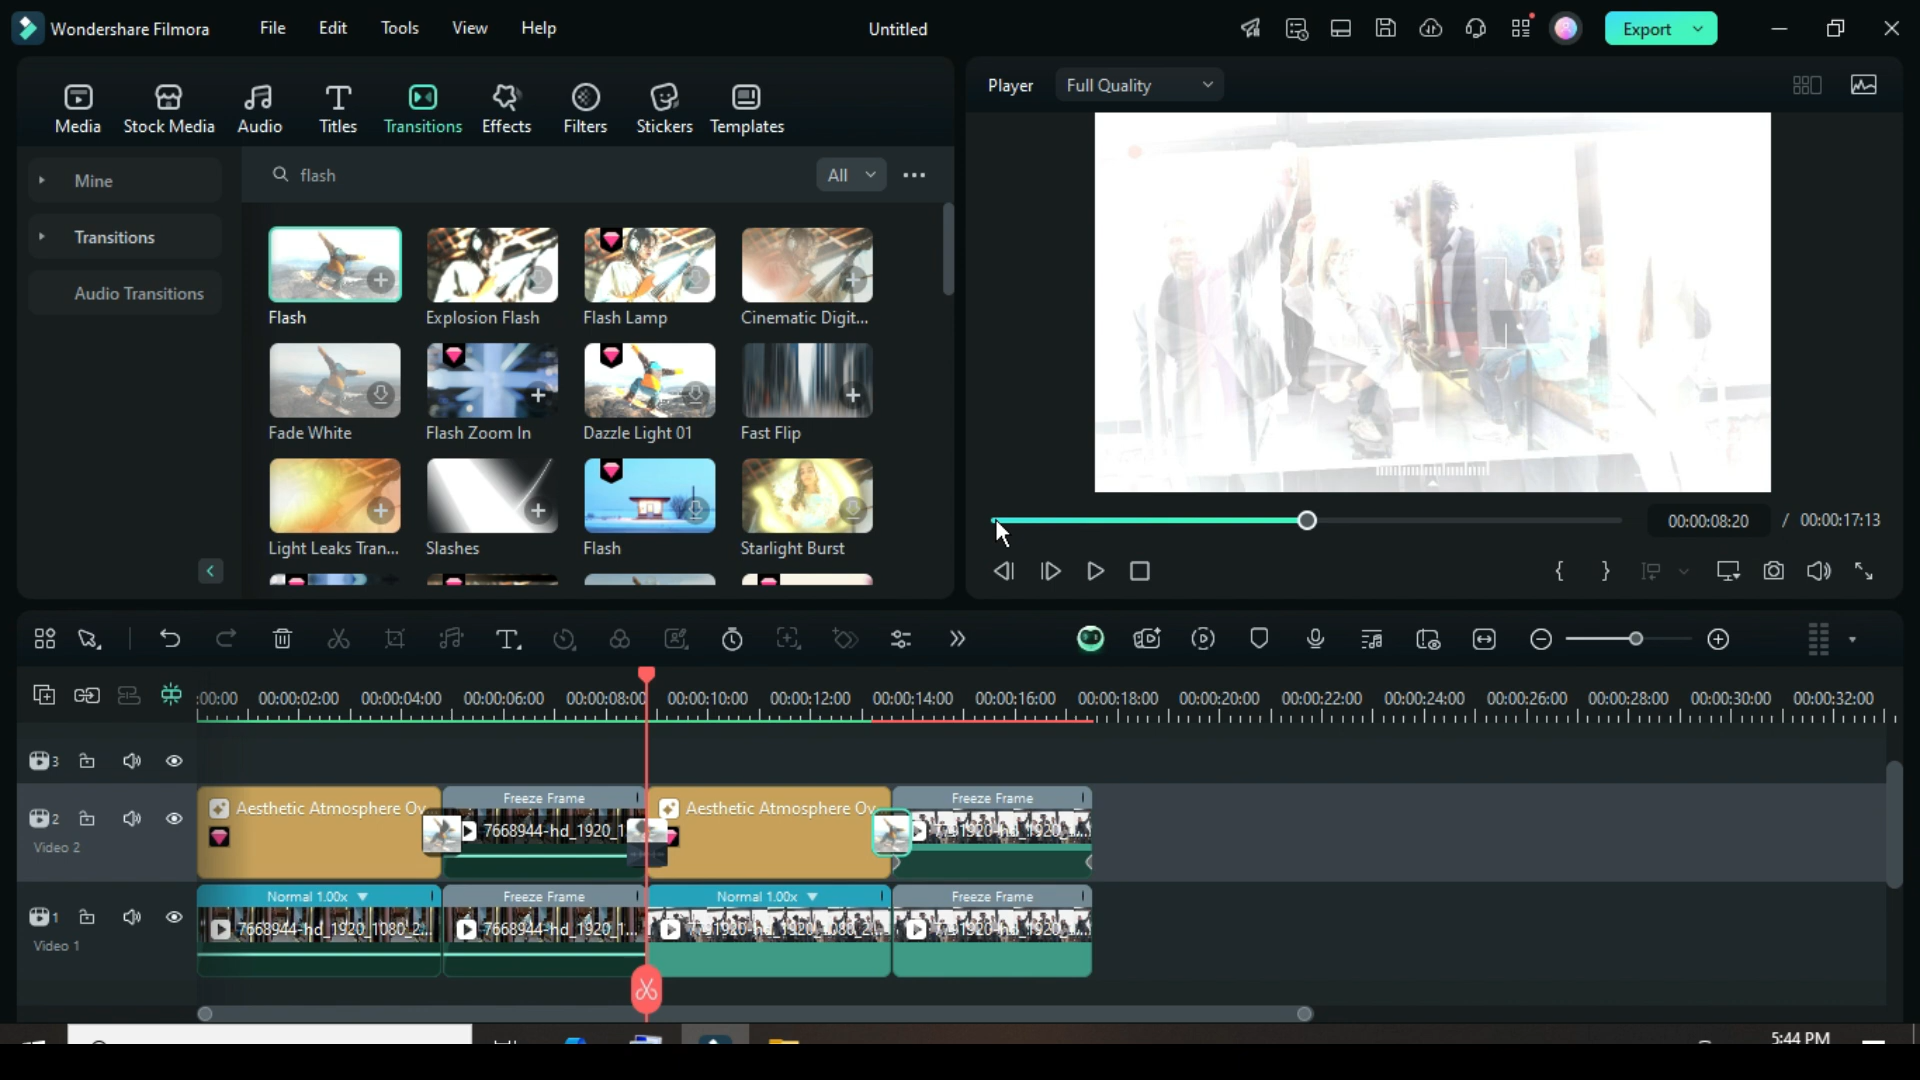 Wondershare Filmora
File
Edit
Tools
View
Help
Untitled
Export
Media
Stock Media
Audio
Titles
Transitions
Effects
Filters
Stickers
Templates
Player
Full Quality
Mine
Transitions
Audio Transitions
flash
All
Flash
Explosion Flash
Flash Lamp
Cinematic Digit...
Fade White
Flash Zoom In
Dazzle Light 01
Fast Flip
Light Leaks Tran...
Slashes
Flash
Starlight Burst
00:00:08:20 / 00:00:17:13
:00:00 00:00:02:00 00:00:04:00 00:00:06:00 00:00:08:00 00:00:10:00 00:00:12:00 00:00:14:00 00:00:16:00 00:00:18:00 00:00:20:00 00:00:22:00 00:00:24:00 00:00:26:00 00:00:28:00 00:00:30:00 00:00:32:00
3
2
Video 2
Aesthetic Atmosphere Ov
Freeze Frame
7668944-hd_1920_1
Aesthetic Atmosphere Ov
Freeze Frame
1
Video 1
Normal 1.00x
7668944-hd_1920_1080_2...
Freeze Frame
7668944-hd_1920_1...
Normal 1.00x
Freeze Frame
5:44 PM